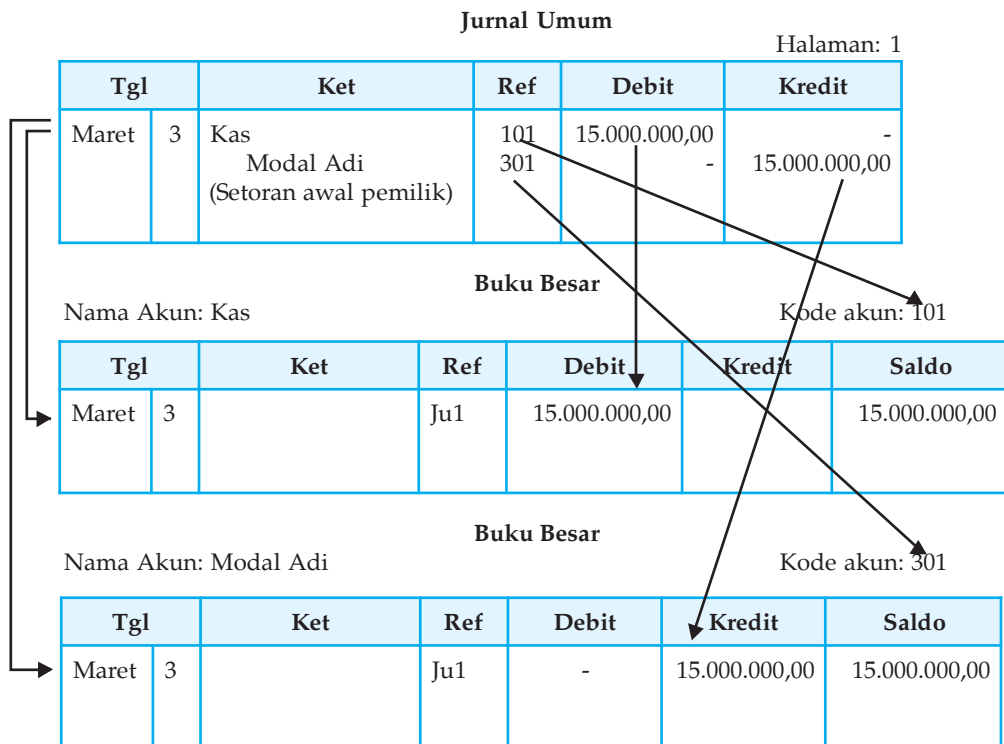 Jurnal Umum
Halaman: 1
Tgl Ket Ref Debit Kredit
Maret 3 Kas 101 15.000.000,00 -
Modal Adi 301 - 15.000.000,00
(Setoran awal pemilik)
Buku Besar
Nama Akun: Kas Kode akun: 101
Tgl Ket Ref Debit Kredit Saldo
Maret 3 Ju1 15.000.000,00 15.000.000,00
Buku Besar
Nama Akun: Modal Adi Kode akun: 301
Tgl Ket Ref Debit Kredit Saldo
Maret 3 Ju1 - 15.000.000,00 15.000.000,00